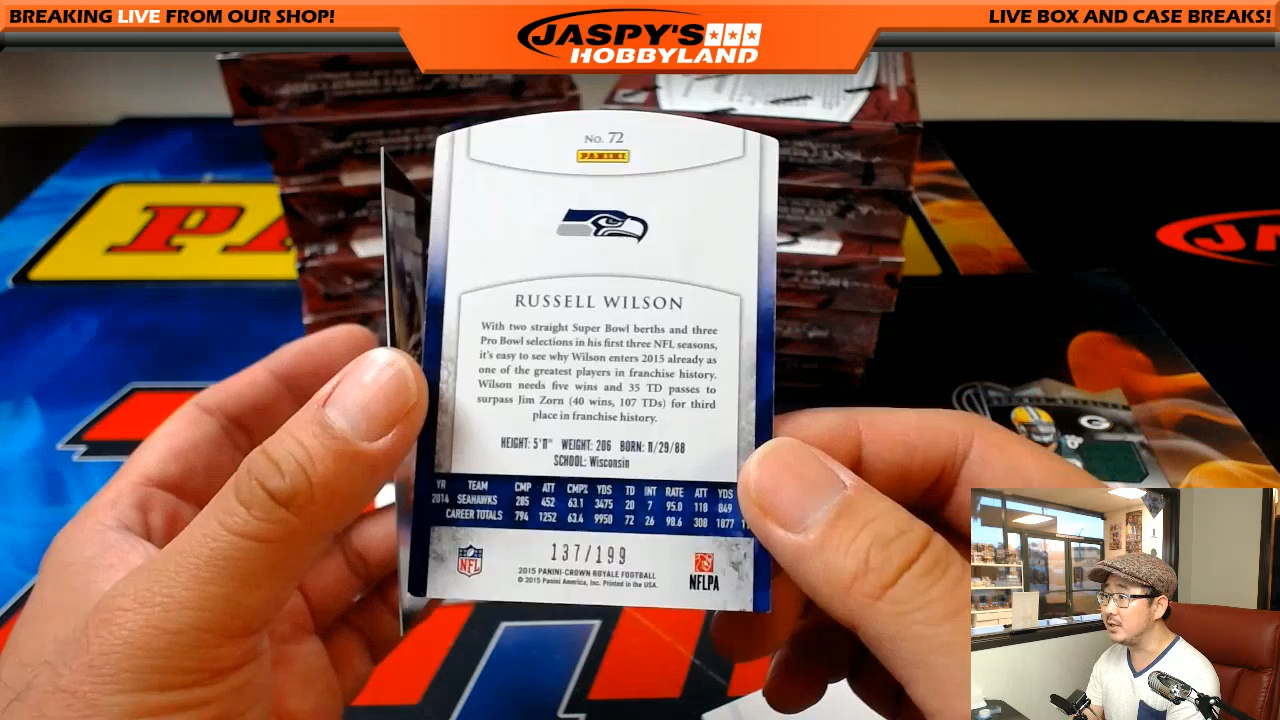 BREAKING LIVE FROM OUR SHOP!
JASPY'S
HOBBYLAND
LIVE BOX AND CASE BREAKS!
No. 72
PANINI
RUSSELL WILSON
With two straight Super Bowl berths and three
Pro Bowl selections in his first three NFL seasons,
it's easy to see why Wilson enters 2015 already as
one of the greatest players in franchise history.
Wilson needs five wins and 35 TD passes to
surpass Jim Zorn (40 wins, 107 TDs) for third
place in franchise history.
HEIGHT: 5'11" WEIGHT: 206 BORN: 11/29/88
SCHOOL: Wisconsin
YR TEAM CMP ATT CMP% YDS TD INT RATE ATT YDS
2014 SEAHAWKS 285 452 63.1 3475 20 7 95.0 118 849
CAREER TOTALS 794 1252 63.4 9950 72 26 98.6 308 1877
137/199
NFL
2015 PANINI-CROWN ROYALE FOOTBALL
© 2015 Panini America, Inc. Printed in the USA.
NFLPA
PA
JA